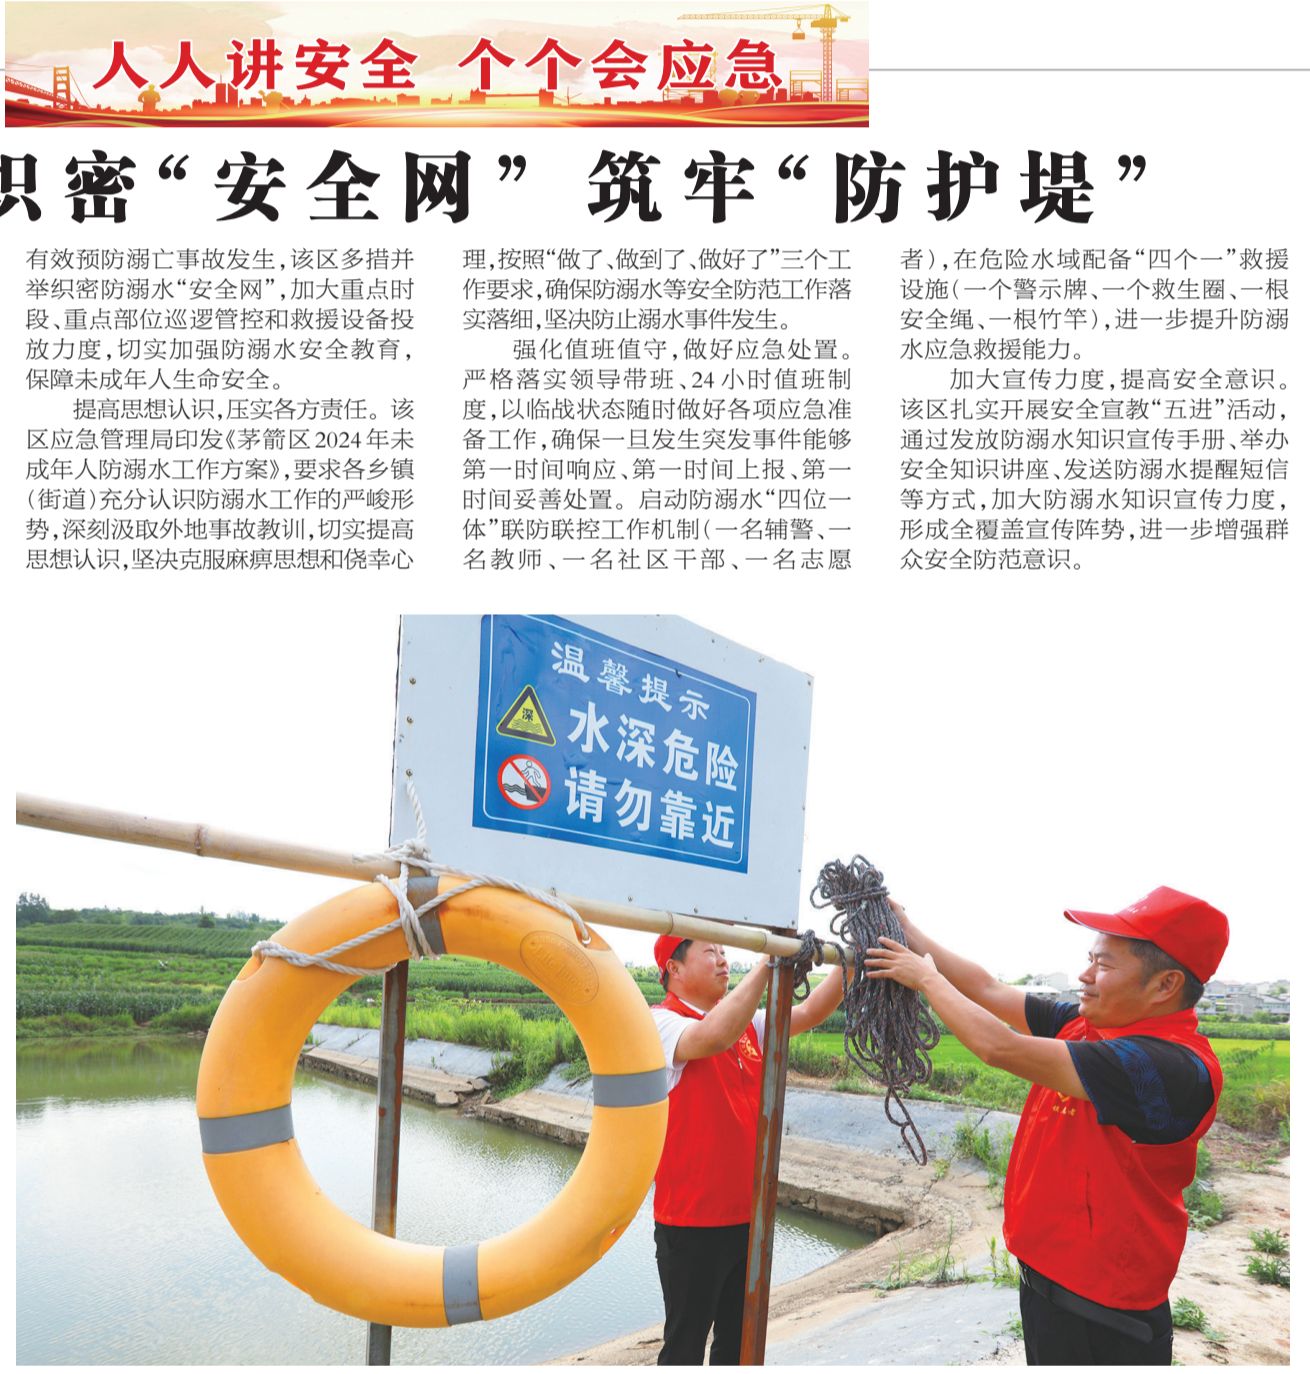 人人讲安全 个个会应急
织密“安全网” 筑牢“防护堤”
有效预防溺亡事故发生，该区多措并
举织密防溺水“安全网”，加大重点时
段、重点部位巡逻管控和救援设备投
放力度，切实加强防溺水安全教育，
保障未成年人生命安全。
提高思想认识，压实各方责任。该
区应急管理局印发《茅箭区2024年未
成年人防溺水工作方案》，要求各乡镇
（街道）充分认识防溺水工作的严峻形
势，深刻汲取外地事故教训，切实提高
思想认识，坚决克服麻痹思想和侥幸心
理，按照“做了、做到了、做好了”三个工
作要求，确保防溺水等安全防范工作落
实落细，坚决防止溺水事件发生。
强化值班值守，做好应急处置。
严格落实领导带班、24小时值班制
度，以临战状态随时做好各项应急准
备工作，确保一旦发生突发事件能够
第一时间响应、第一时间上报、第一
时间妥善处置。启动防溺水“四位一
体”联防联控工作机制（一名辅警、一
名教师、一名社区干部、一名志愿
者），在危险水域配备“四个一”救援
设施（一个警示牌、一个救生圈、一根
安全绳、一根竹竿），进一步提升防溺
水应急救援能力。
加大宣传力度，提高安全意识。
该区扎实开展安全宣教“五进”活动，
通过发放防溺水知识宣传手册、举办
安全知识讲座、发送防溺水提醒短信
等方式，加大防溺水知识宣传力度，
形成全覆盖宣传阵势，进一步增强群
众安全防范意识。
温馨提示
深
水深危险
请勿靠近